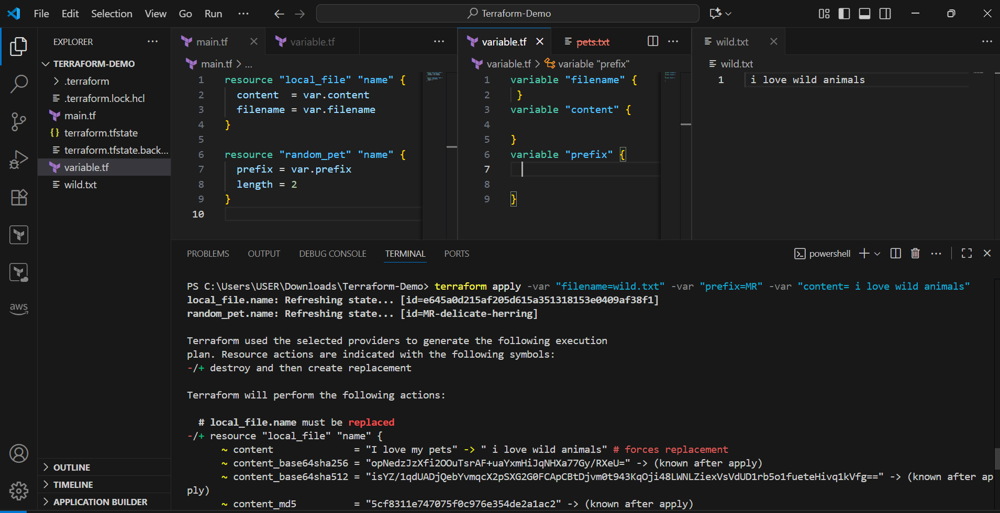 File Edit Selection View Go Run ··· Terraform-Demo
EXPLORER ···
TERRAFORM-DEMO
.terraform
.terraform.lock.hcl
main.tf
terraform.tfstate
terraform.tfstate.back...
variable.tf
wild.txt
OUTLINE
TIMELINE
APPLICATION BUILDER
aws
main.tf variable.tf ···
main.tf > ...
1 resource "local_file" "name" {
2 content = var.content
3 filename = var.filename
4 }
5
6 resource "random_pet" "name" {
7 prefix = var.prefix
8 length = 2
9 }
10
variable.tf pets.txt ···
variable.tf > variable "prefix"
1 variable "filename" {
2 }
3 variable "content" {
4
5 }
6 variable "prefix" {
7
8
9 }
wild.txt ···
wild.txt
1 i love wild animals
PROBLEMS OUTPUT DEBUG CONSOLE TERMINAL PORTS powershell ···
PS C:\Users\USER\Downloads\Terraform-Demo> terraform apply -var "filename=wild.txt" -var "prefix=MR" -var "content= i love wild animals"
local_file.name: Refreshing state... [id=e645a0d215af205d615a351318153e0409af38f1]
random_pet.name: Refreshing state... [id=MR-delicate-herring]
Terraform used the selected providers to generate the following execution
plan. Resource actions are indicated with the following symbols:
-/+ destroy and then create replacement
Terraform will perform the following actions:
# local_file.name must be replaced
-/+ resource "local_file" "name" {
~ content = "I love my pets" -> " i love wild animals" # forces replacement
~ content_base64sha256 = "opNedzJzXfi2OOuTsrAF+uaYxmHiJqNHXa77Gy/RXeU=" -> (known after apply)
~ content_base64sha512 = "isYZ/1qdUADjQebYvmqcX2pSXG2G0FCApCBtDjvm0t943KqOji48LWNLZiexVsVdUD1rb5o1fueteHivq1kVfg==" -> (known after ap
ply)
~ content_md5 = "5cf8311e747075f0c976e354de2a1ac2" -> (known after apply)